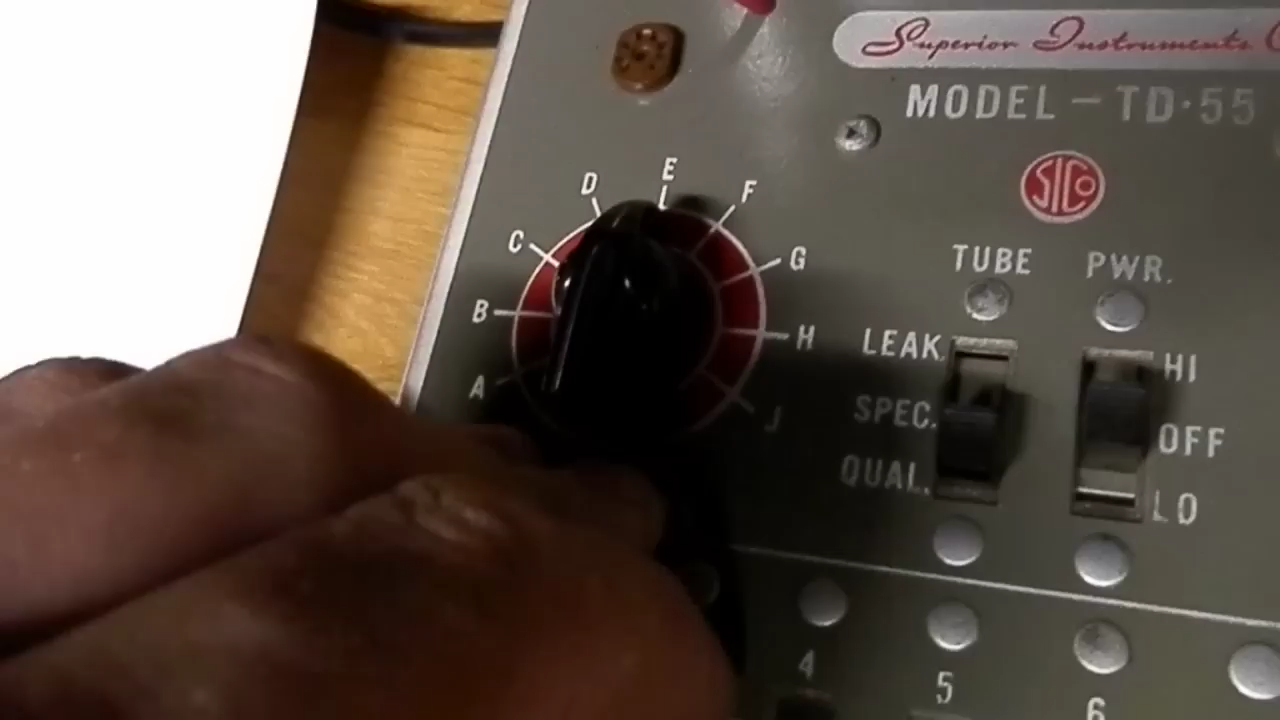 Superior Instruments
MODEL - TD-55
SICO
E
D
F
C
G
B
H
A
J
TUBE
PWR.
LEAK.
HI
SPEC.
OFF
QUAL.
LO
4
5
6